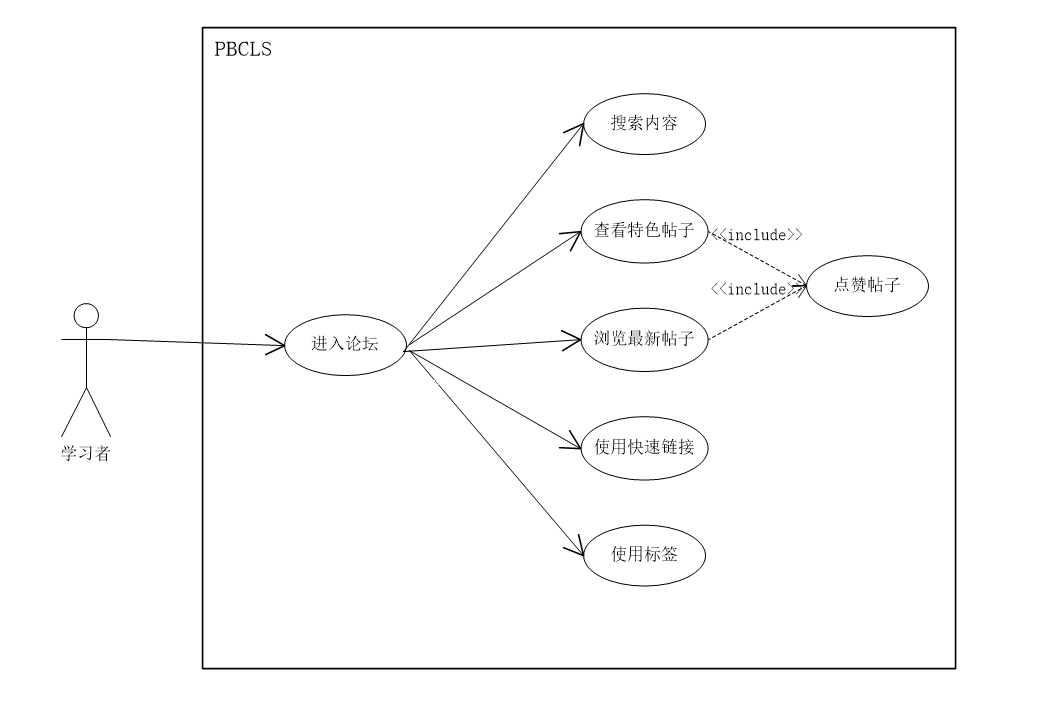 PBCLS
搜索内容
查看特色帖子
<<include>>
点赞帖子
<<include>>
浏览最新帖子
进入论坛
使用快速链接
学习者
使用标签